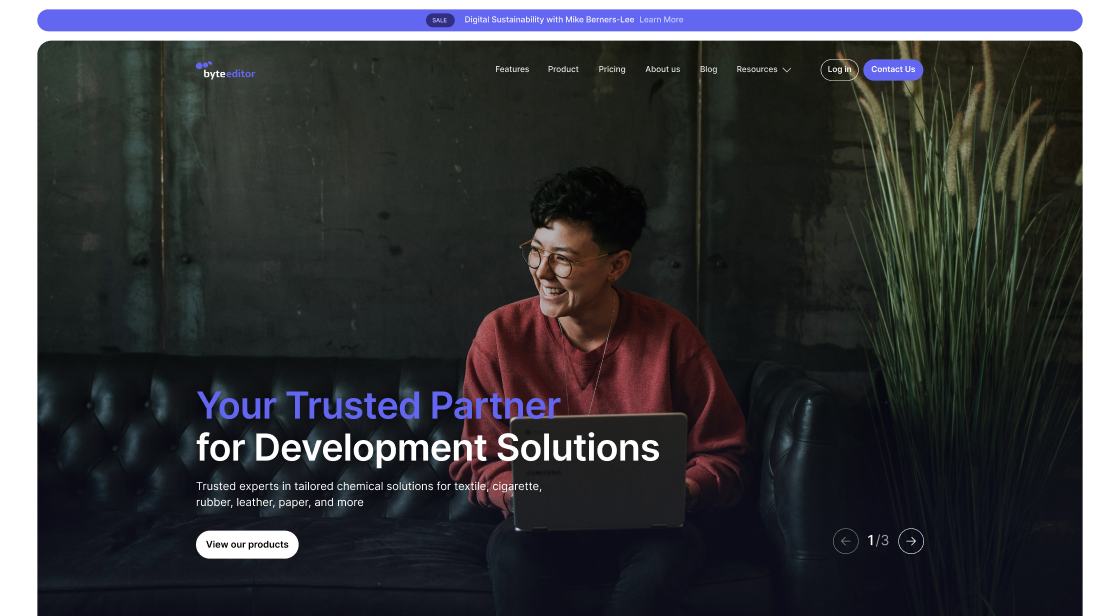 SALE Digital Sustainability with Mike Berners-Lee Learn More
byteeditor Features Product Pricing About us Blog Resources Log in Contact Us
Your Trusted Partner
for Development Solutions
Trusted experts in tailored chemical solutions for textile, cigarette,
rubber, leather, paper, and more
View our products
1/3